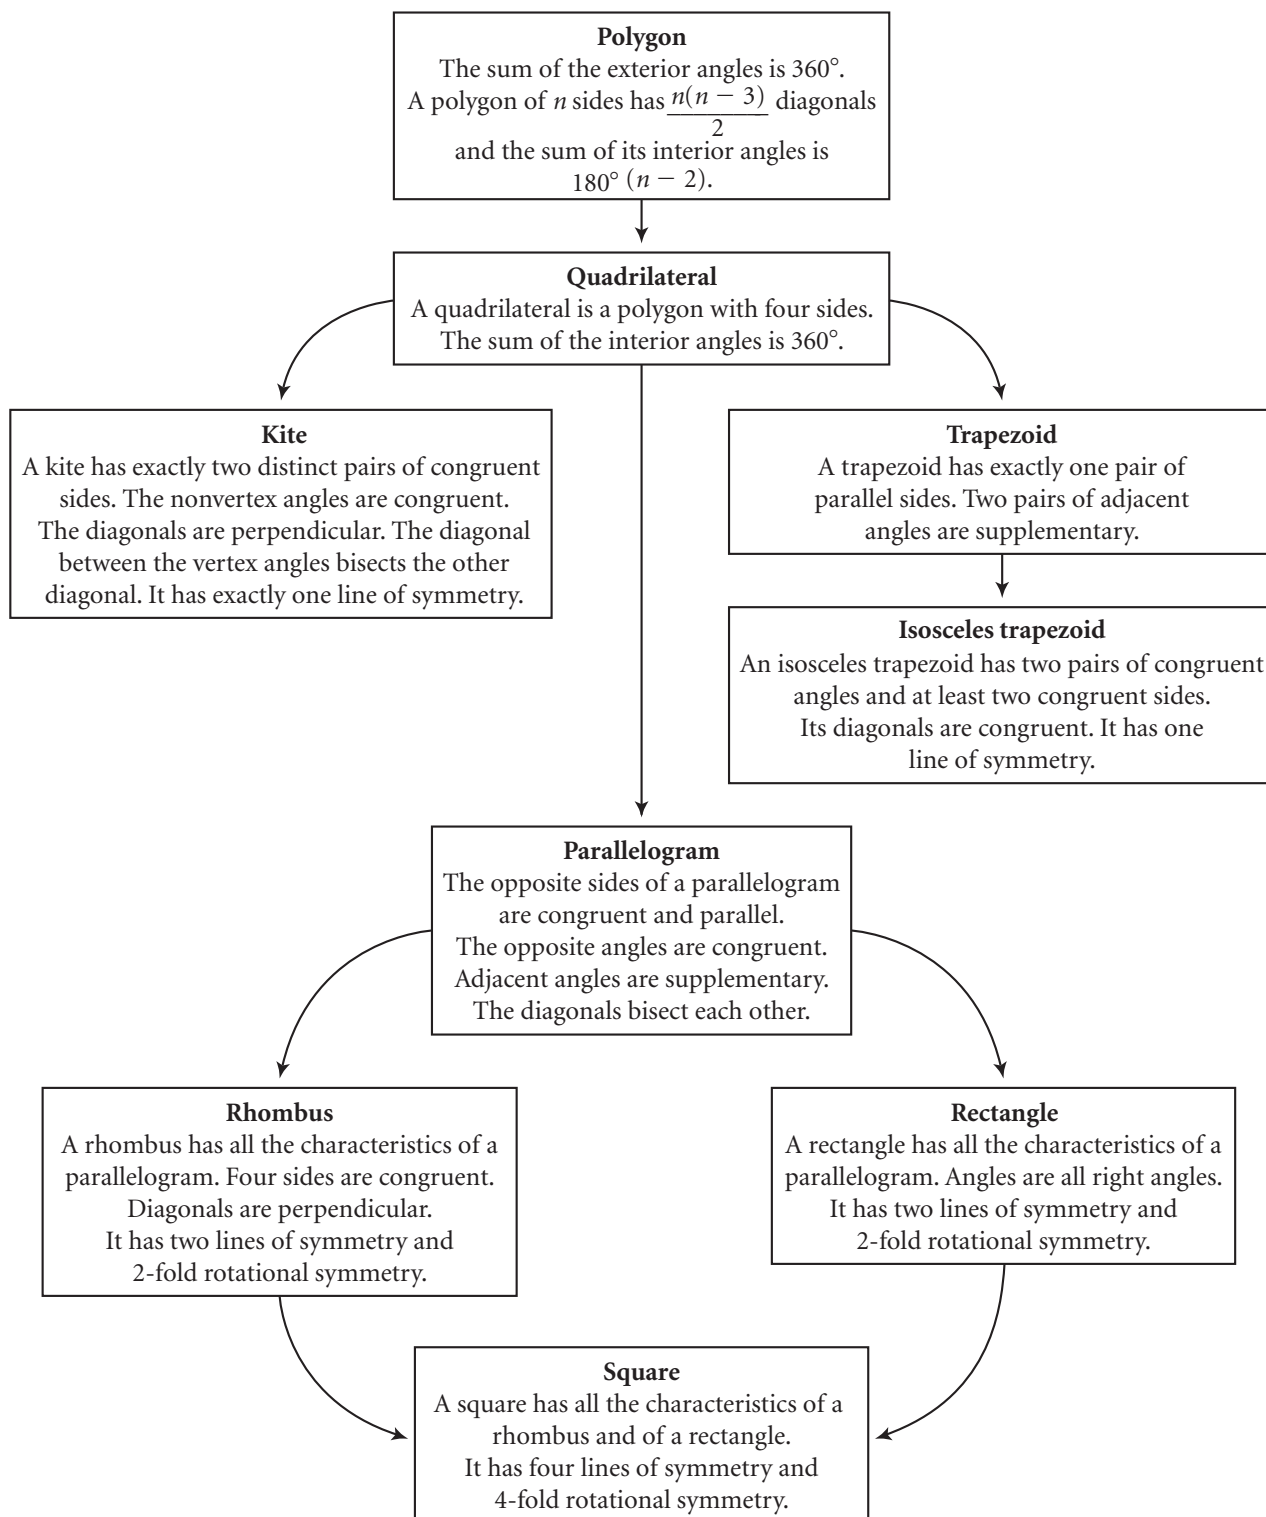 Polygon
The sum of the exterior angles is 360°.
A polygon of n sides has n(n − 3)/2 diagonals
and the sum of its interior angles is
180° (n − 2).
Quadrilateral
A quadrilateral is a polygon with four sides.
The sum of the interior angles is 360°.
Kite
A kite has exactly two distinct pairs of congruent
sides. The nonvertex angles are congruent.
The diagonals are perpendicular. The diagonal
between the vertex angles bisects the other
diagonal. It has exactly one line of symmetry.
Trapezoid
A trapezoid has exactly one pair of
parallel sides. Two pairs of adjacent
angles are supplementary.
Isosceles trapezoid
An isosceles trapezoid has two pairs of congruent
angles and at least two congruent sides.
Its diagonals are congruent. It has one
line of symmetry.
Parallelogram
The opposite sides of a parallelogram
are congruent and parallel.
The opposite angles are congruent.
Adjacent angles are supplementary.
The diagonals bisect each other.
Rhombus
A rhombus has all the characteristics of a
parallelogram. Four sides are congruent.
Diagonals are perpendicular.
It has two lines of symmetry and
2-fold rotational symmetry.
Rectangle
A rectangle has all the characteristics of a
parallelogram. Angles are all right angles.
It has two lines of symmetry and
2-fold rotational symmetry.
Square
A square has all the characteristics of a
rhombus and of a rectangle.
It has four lines of symmetry and
4-fold rotational symmetry.